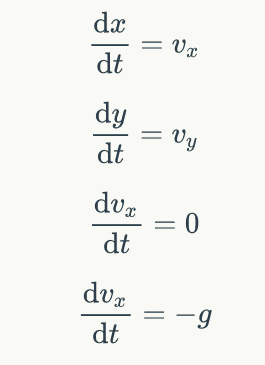 dx/dt = v_x
dy/dt = v_y
dv_x/dt = 0
dv_x/dt = −g